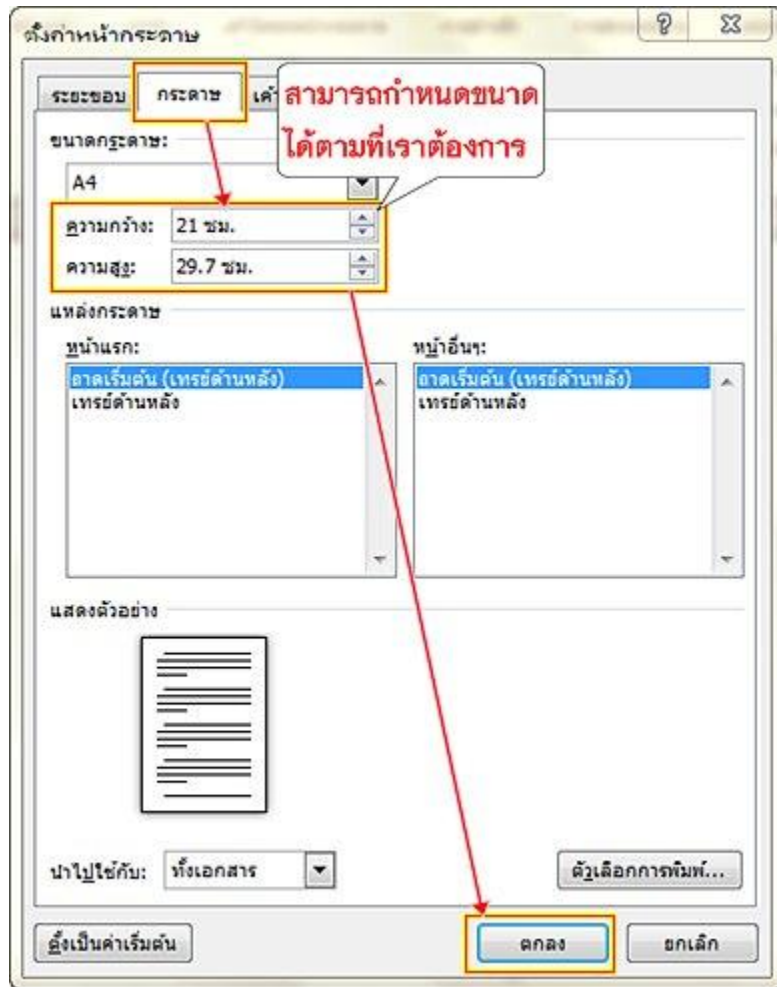 ตั้งค่าหน้ากระดาษ
ระยะขอบ กระดาษ เค้า
สามารถกำหนดขนาด
ได้ตามที่เราต้องการ
ขนาดกระดาษ:
A4
ความกว้าง: 21 ซม.
ความสูง: 29.7 ซม.
แหล่งกระดาษ
หน้าแรก: หน้าอื่นๆ:
ถาดเริ่มต้น (เทรย์ด้านหลัง) ถาดเริ่มต้น (เทรย์ด้านหลัง)
เทรย์ด้านหลัง เทรย์ด้านหลัง
แสดงตัวอย่าง
นำไปใช้กับ: ทั้งเอกสาร ตัวเลือกการพิมพ์...
ตั้งเป็นค่าเริ่มต้น ตกลง ยกเลิก